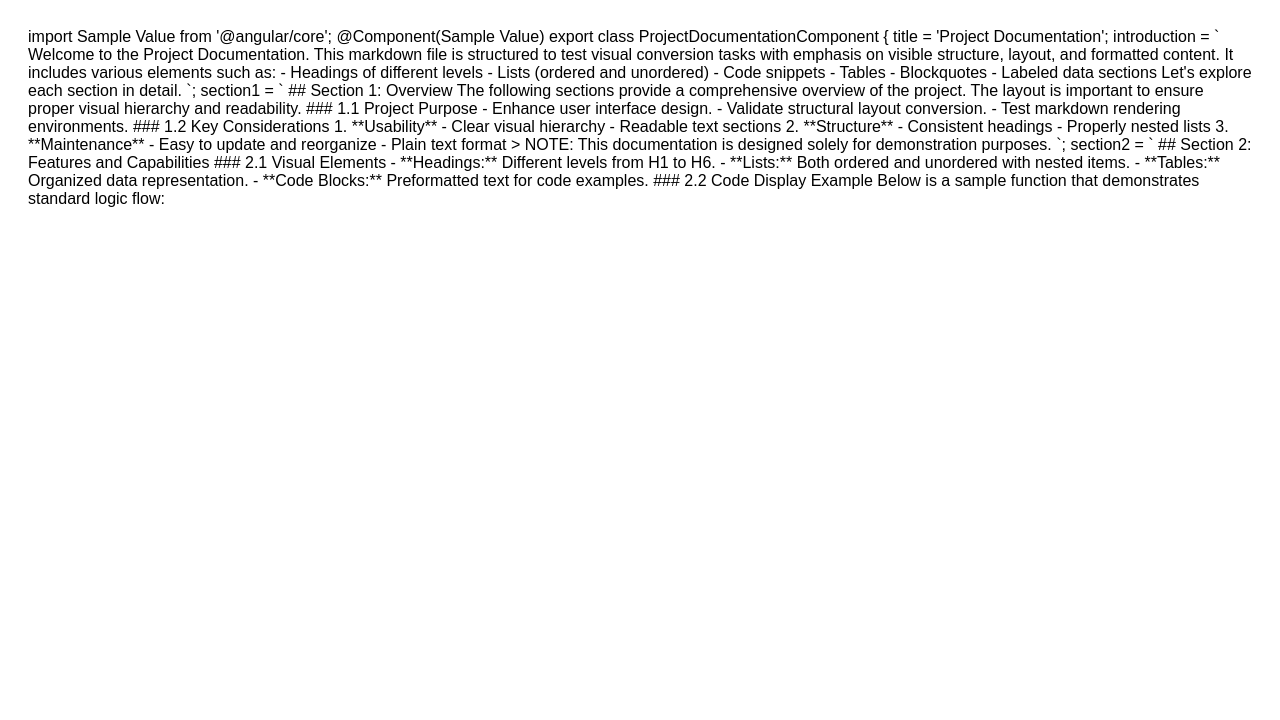 import Sample Value from '@angular/core'; @Component(Sample Value) export class ProjectDocumentationComponent { title = 'Project Documentation'; introduction = `
Welcome to the Project Documentation. This markdown file is structured to test visual conversion tasks with emphasis on visible structure, layout, and formatted content. It
includes various elements such as: - Headings of different levels - Lists (ordered and unordered) - Code snippets - Tables - Blockquotes - Labeled data sections Let's explore
each section in detail. `; section1 = ` ## Section 1: Overview The following sections provide a comprehensive overview of the project. The layout is important to ensure
proper visual hierarchy and readability. ### 1.1 Project Purpose - Enhance user interface design. - Validate structural layout conversion. - Test markdown rendering
environments. ### 1.2 Key Considerations 1. **Usability** - Clear visual hierarchy - Readable text sections 2. **Structure** - Consistent headings - Properly nested lists 3.
**Maintenance** - Easy to update and reorganize - Plain text format > NOTE: This documentation is designed solely for demonstration purposes. `; section2 = ` ## Section 2:
Features and Capabilities ### 2.1 Visual Elements - **Headings:** Different levels from H1 to H6. - **Lists:** Both ordered and unordered with nested items. - **Tables:**
Organized data representation. - **Code Blocks:** Preformatted text for code examples. ### 2.2 Code Display Example Below is a sample function that demonstrates
standard logic flow: